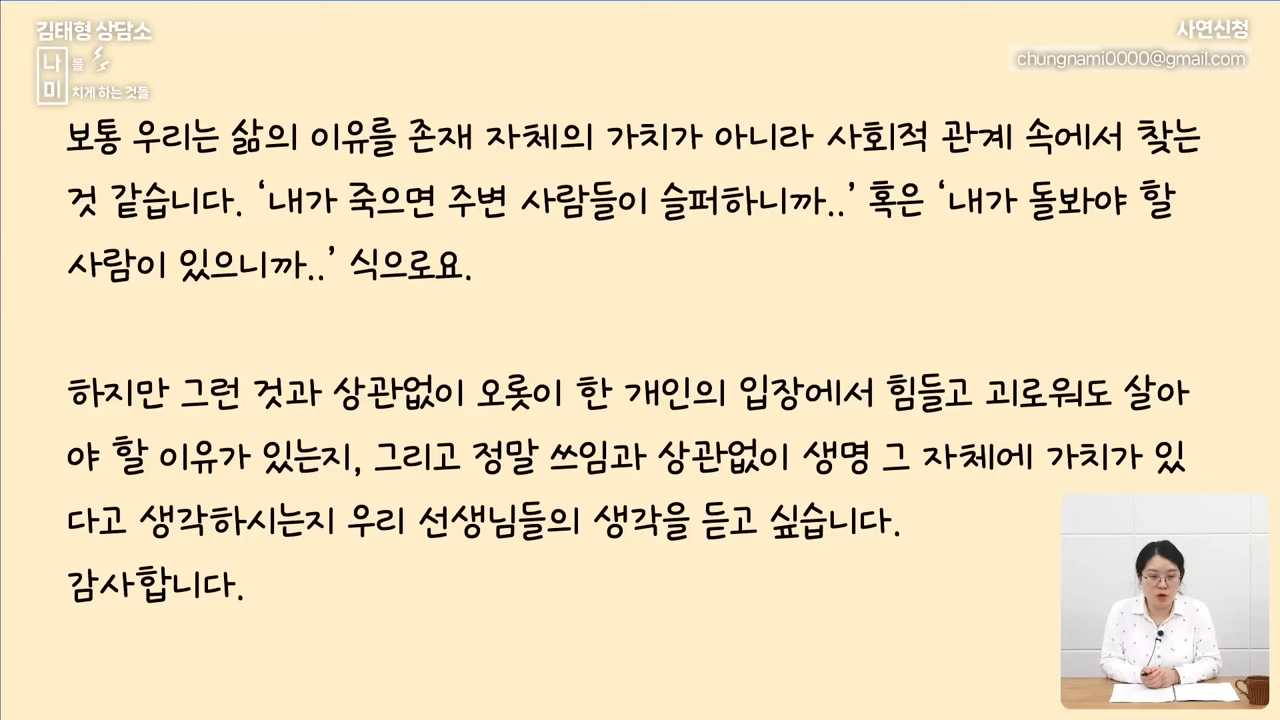 김태형 상담소
나를
미치게 하는 것들
사연신청
chungnami0000@gmail.com
보통 우리는 삶의 이유를 존재 자체의 가치가 아니라 사회적 관계 속에서 찾는
것 같습니다. ‘내가 죽으면 주변 사람들이 슬퍼하니까..’ 혹은 ‘내가 돌봐야 할
사람이 있으니까..’ 식으로요.
하지만 그런 것과 상관없이 오롯이 한 개인의 입장에서 힘들고 괴로워도 살아
야 할 이유가 있는지, 그리고 정말 쓰임과 상관없이 생명 그 자체에 가치가 있
다고 생각하시는지 우리 선생님들의 생각을 듣고 싶습니다.
감사합니다.